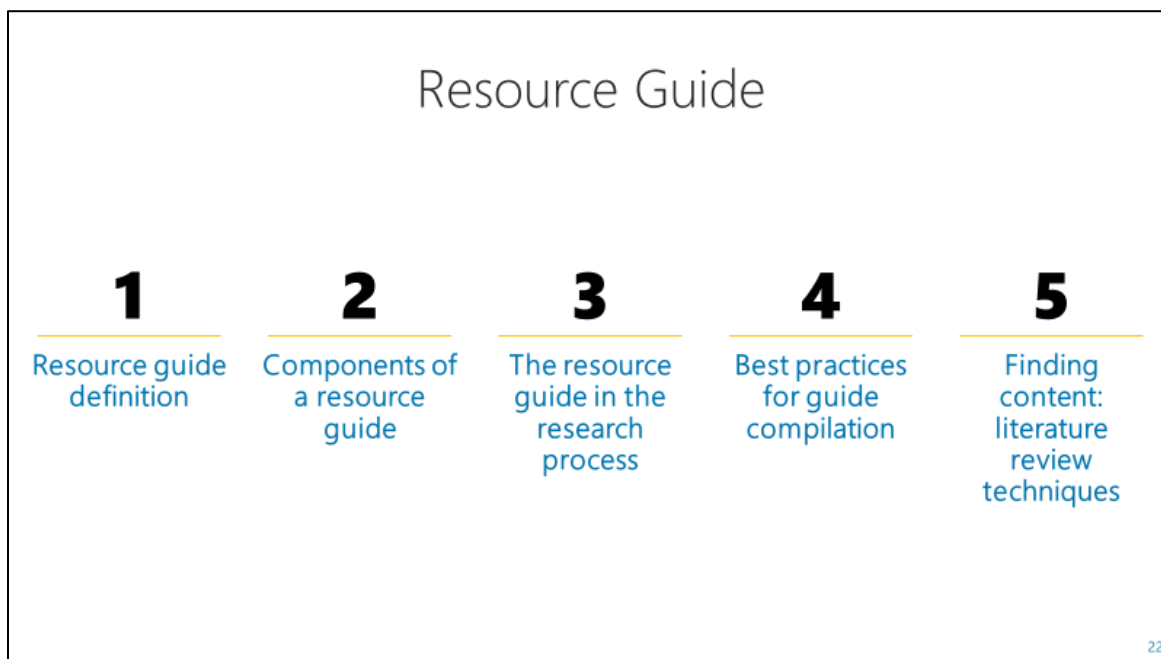 Resource Guide
1
Resource guide
definition
2
Components of
a resource
guide
3
The resource
guide in the
research
process
4
Best practices
for guide
compilation
5
Finding
content:
literature
review
techniques
22